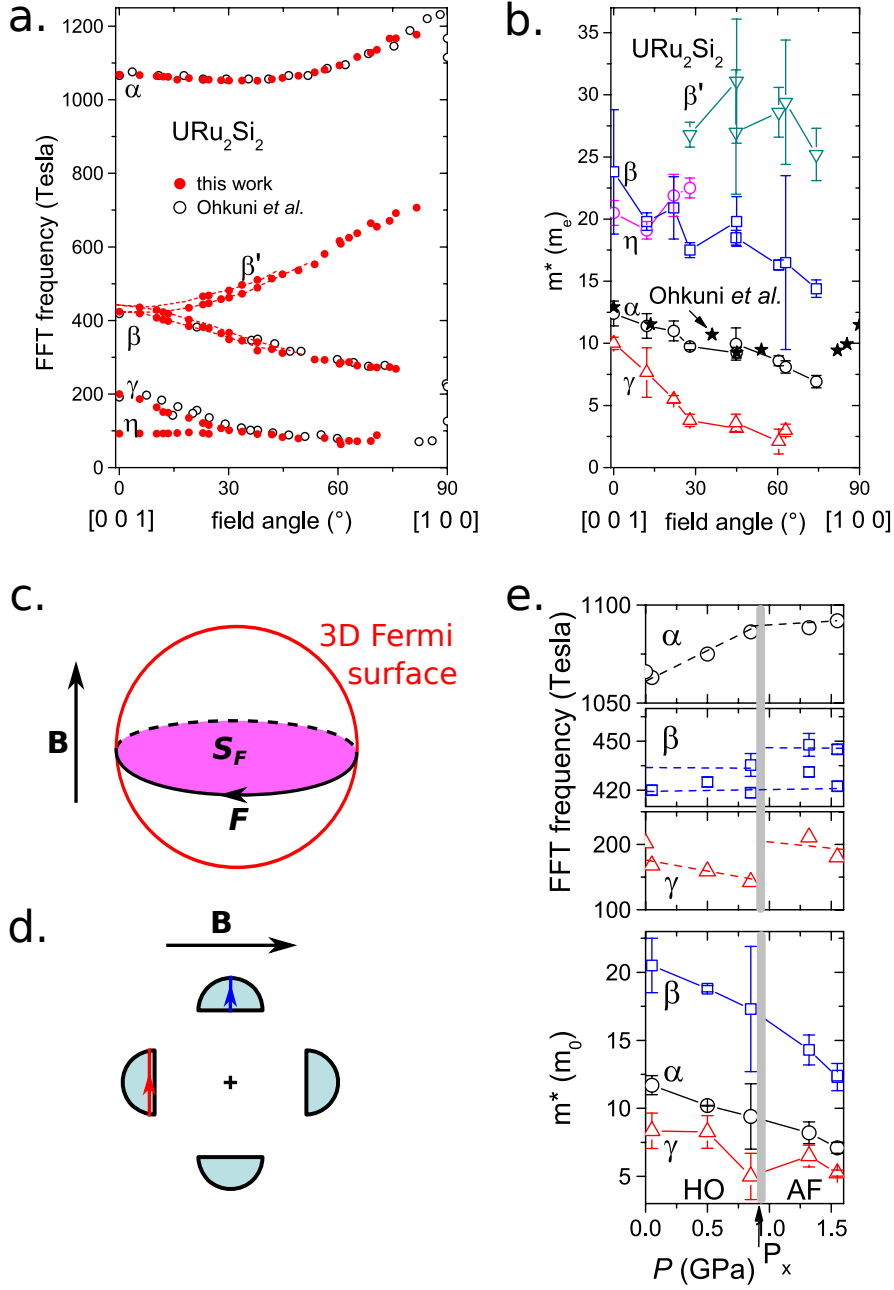 a.
1200
1000
800
600
400
200
0
FFT frequency (Tesla)
α
URu2Si2
this work
Ohkuni et al.
β'
β
γ
η
0 30 60 90
[0 0 1] field angle (°) [1 0 0]
b.
35
30
25
20
15
10
5
0
m* (me)
URu2Si2
β'
β
η
α Ohkuni et al.
γ
0 30 60 90
[0 0 1] field angle (°) [1 0 0]
c.
3D Fermi
surface
B
SF
F
d.
B
e.
1100
1050
α
450
420
β
200
100
γ
FFT frequency (Tesla)
20
15
10
5
m* (m0)
β
α
γ
HO AF
0.0 0.5 1.0 1.5
P (GPa) Px